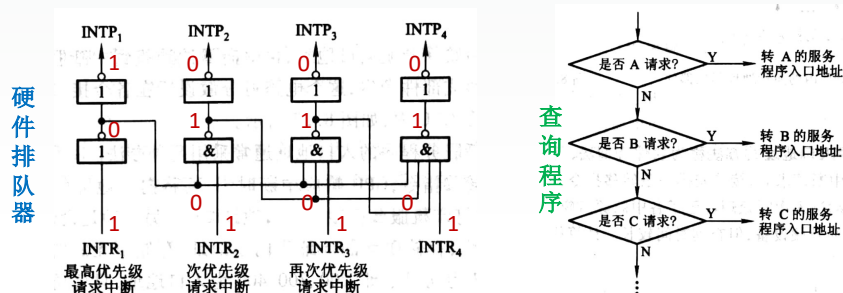 硬件排队器
INTP₁ INTP₂ INTP₃ INTP₄
1 0 0 0
1 1 1 1
0 1 1 1
1 & & &
0 0 0
1 1 1 1
INTR₁ INTR₂ INTR₃ INTR₄
最高优先级 次优先级 再次优先级
请求中断 请求中断 请求中断
查询程序
是否 A 请求? Y 转 A 的服务
程序入口地址
N
是否 B 请求? Y 转 B 的服务
程序入口地址
N
是否 C 请求? Y 转 C 的服务
程序入口地址
N